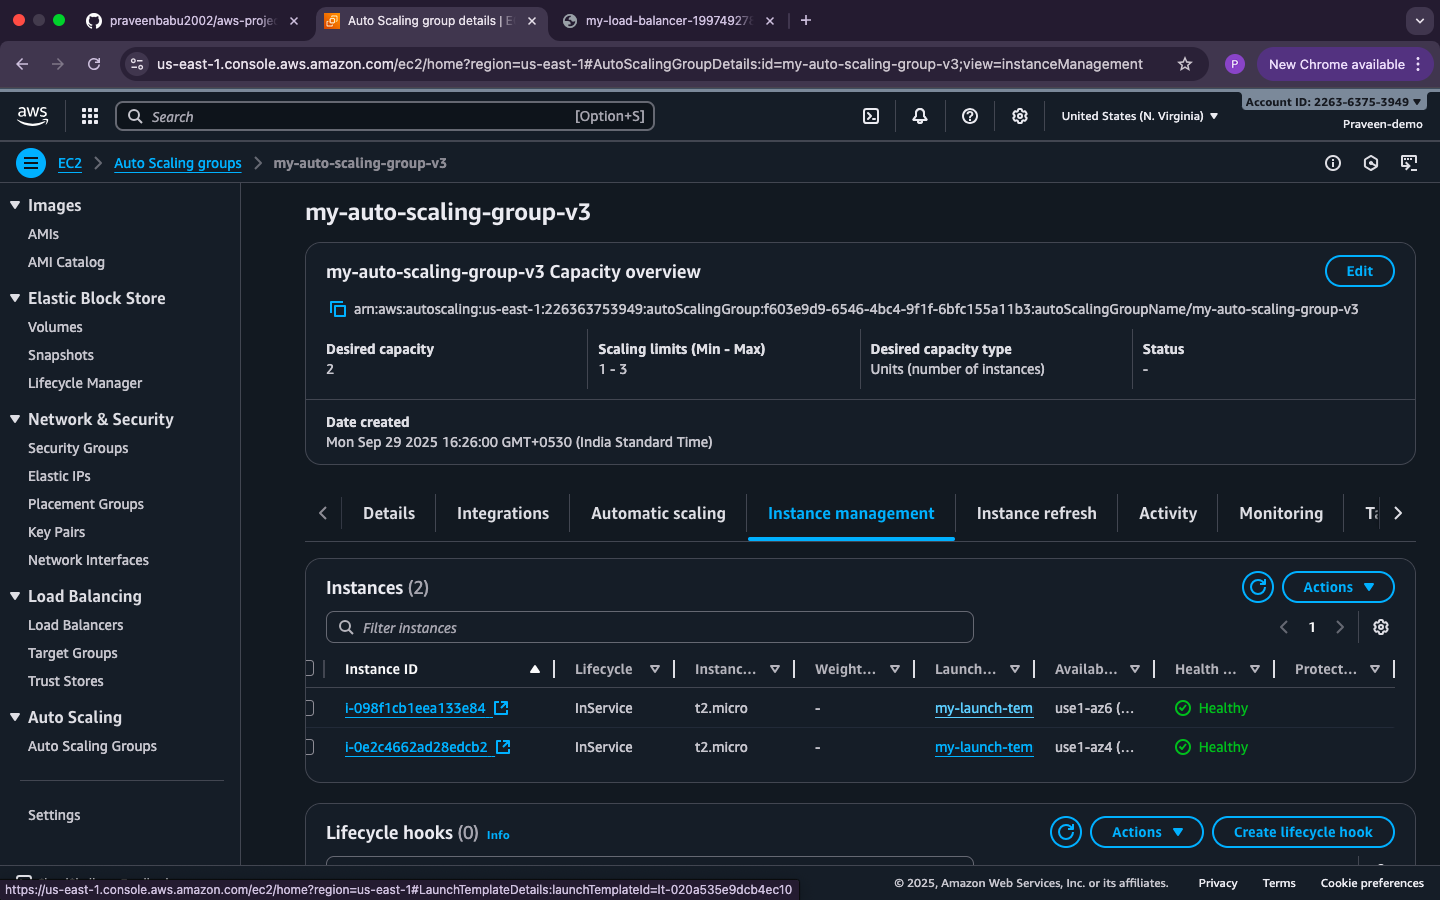 praveenbabu2002/aws-projec
Auto Scaling group details | E
my-load-balancer-199749278
us-east-1.console.aws.amazon.com/ec2/home?region=us-east-1#AutoScalingGroupDetails:id=my-auto-scaling-group-v3;view=instanceManagement
P
New Chrome available
aws
Search
[Option+S]
United States (N. Virginia)
Account ID: 2263-6375-3949
Praveen-demo
EC2
Auto Scaling groups
my-auto-scaling-group-v3
Images
AMIs
AMI Catalog
Elastic Block Store
Volumes
Snapshots
Lifecycle Manager
Network & Security
Security Groups
Elastic IPs
Placement Groups
Key Pairs
Network Interfaces
Load Balancing
Load Balancers
Target Groups
Trust Stores
Auto Scaling
Auto Scaling Groups
Settings
my-auto-scaling-group-v3
my-auto-scaling-group-v3 Capacity overview
Edit
arn:aws:autoscaling:us-east-1:226363753949:autoScalingGroup:f603e9d9-6546-4bc4-9f1f-6bfc155a11b3:autoScalingGroupName/my-auto-scaling-group-v3
Desired capacity
2
Scaling limits (Min - Max)
1 - 3
Desired capacity type
Units (number of instances)
Status
-
Date created
Mon Sep 29 2025 16:26:00 GMT+0530 (India Standard Time)
Details
Integrations
Automatic scaling
Instance management
Instance refresh
Activity
Monitoring
Instances (2)
Actions
Filter instances
1
Instance ID Lifecycle Instanc... Weight... Launch... Availab... Health ... Protect...
i-098f1cb1eea133e84 InService t2.micro - my-launch-tem use1-az6 (... Healthy
i-0e2c4662ad28edcb2 InService t2.micro - my-launch-tem use1-az4 (... Healthy
Lifecycle hooks (0) Info
Actions
Create lifecycle hook
https://us-east-1.console.aws.amazon.com/ec2/home?region=us-east-1#LaunchTemplateDetails:launchTemplateId=lt-020a535e9dcb4ec10
© 2025, Amazon Web Services, Inc. or its affiliates.
Privacy
Terms
Cookie preferences